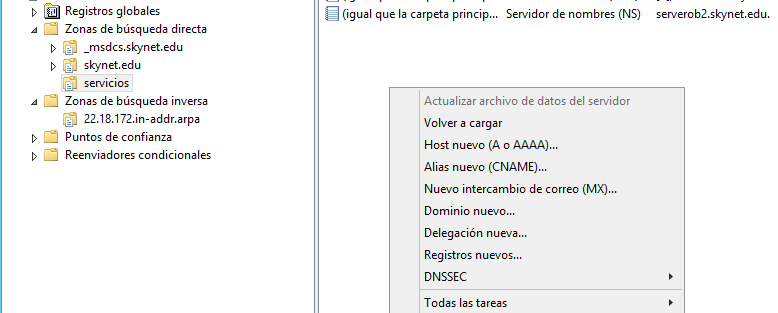 Registros globales
Zonas de búsqueda directa
_msdcs.skynet.edu
skynet.edu
servicios
Zonas de búsqueda inversa
22.18.172.in-addr.arpa
Puntos de confianza
Reenviadores condicionales
(igual que la carpeta princip... Servidor de nombres (NS) serverob2.skynet.edu.
Actualizar archivo de datos del servidor
Volver a cargar
Host nuevo (A o AAAA)...
Alias nuevo (CNAME)...
Nuevo intercambio de correo (MX)...
Dominio nuevo...
Delegación nueva...
Registros nuevos...
DNSSEC
Todas las tareas